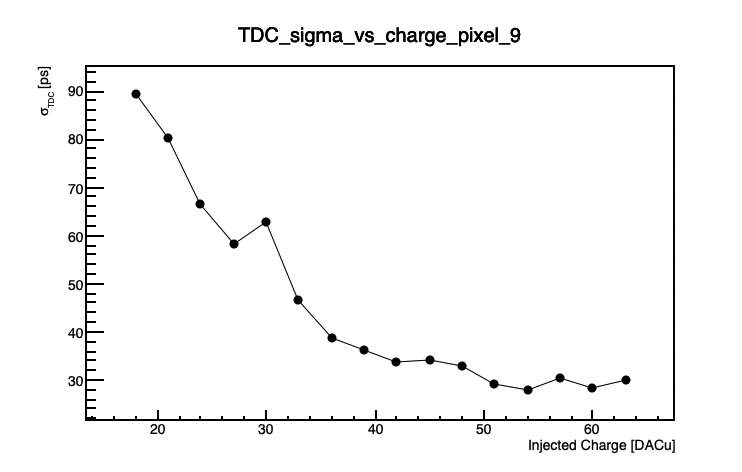 TDC_sigma_vs_charge_pixel_9
σTDC [ps]
90
80
70
60
50
40
30
20 30 40 50 60
Injected Charge [DACu]